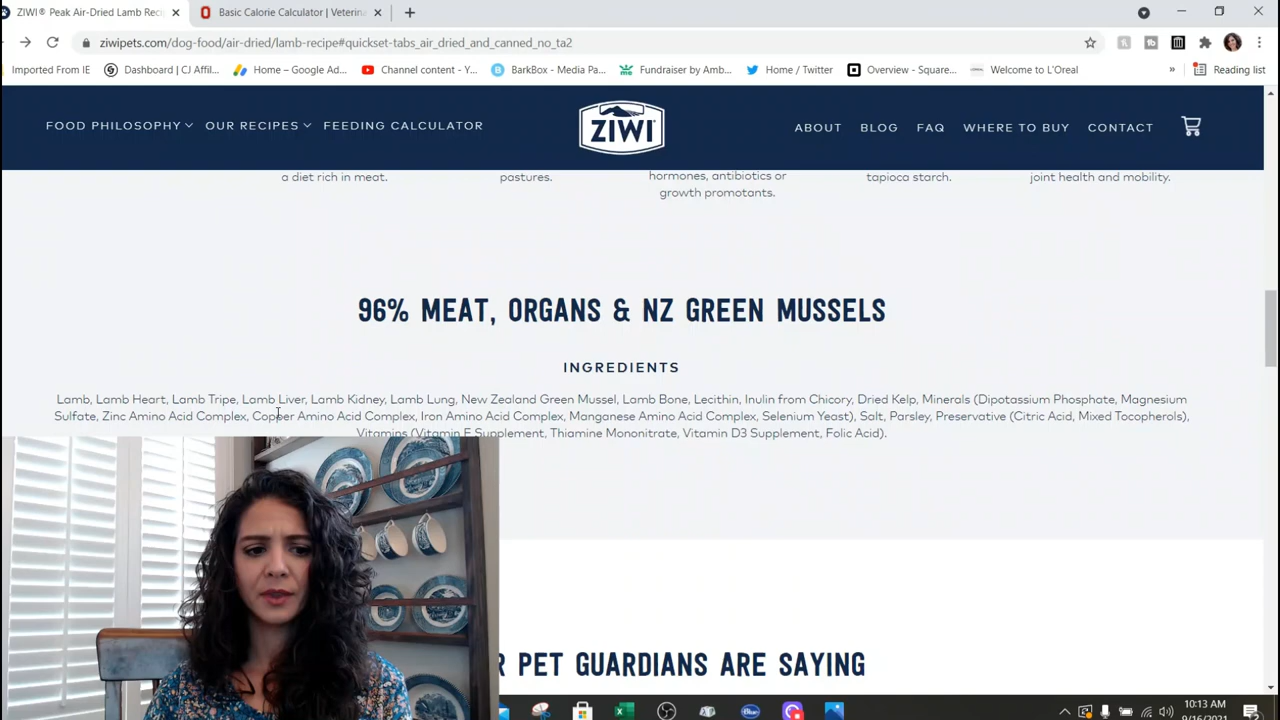 ZIWI® Peak Air-Dried Lamb Reci
Basic Calorie Calculator | Veterina
ziwipets.com/dog-food/air-dried/lamb-recipe#quickset-tabs_air_dried_and_canned_no_ta2
Imported From IE
Dashboard | CJ Affil...
Home – Google Ad...
Channel content - Y...
BarkBox - Media Pa...
Fundraiser by Amb...
Home / Twitter
Overview - Square...
Welcome to L'Oreal
»
Reading list
FOOD PHILOSOPHY
OUR RECIPES
FEEDING CALCULATOR
ZIWI
ABOUT
BLOG
FAQ
WHERE TO BUY
CONTACT
a diet rich in meat.
pastures.
hormones, antibiotics or
growth promotants.
tapioca starch.
joint health and mobility.
96% MEAT, ORGANS & NZ GREEN MUSSELS
INGREDIENTS
Lamb, Lamb Heart, Lamb Tripe, Lamb Liver, Lamb Kidney, Lamb Lung, New Zealand Green Mussel, Lamb Bone, Lecithin, Inulin from Chicory, Dried Kelp, Minerals (Dipotassium Phosphate, Magnesium
Sulfate, Zinc Amino Acid Complex, Copper Amino Acid Complex, Iron Amino Acid Complex, Manganese Amino Acid Complex, Selenium Yeast), Salt, Parsley, Preservative (Citric Acid, Mixed Tocopherols),
Vitamins (Vitamin E Supplement, Thiamine Mononitrate, Vitamin D3 Supplement, Folic Acid).
PET GUARDIANS ARE SAYING
10:13 AM
9/16/2021